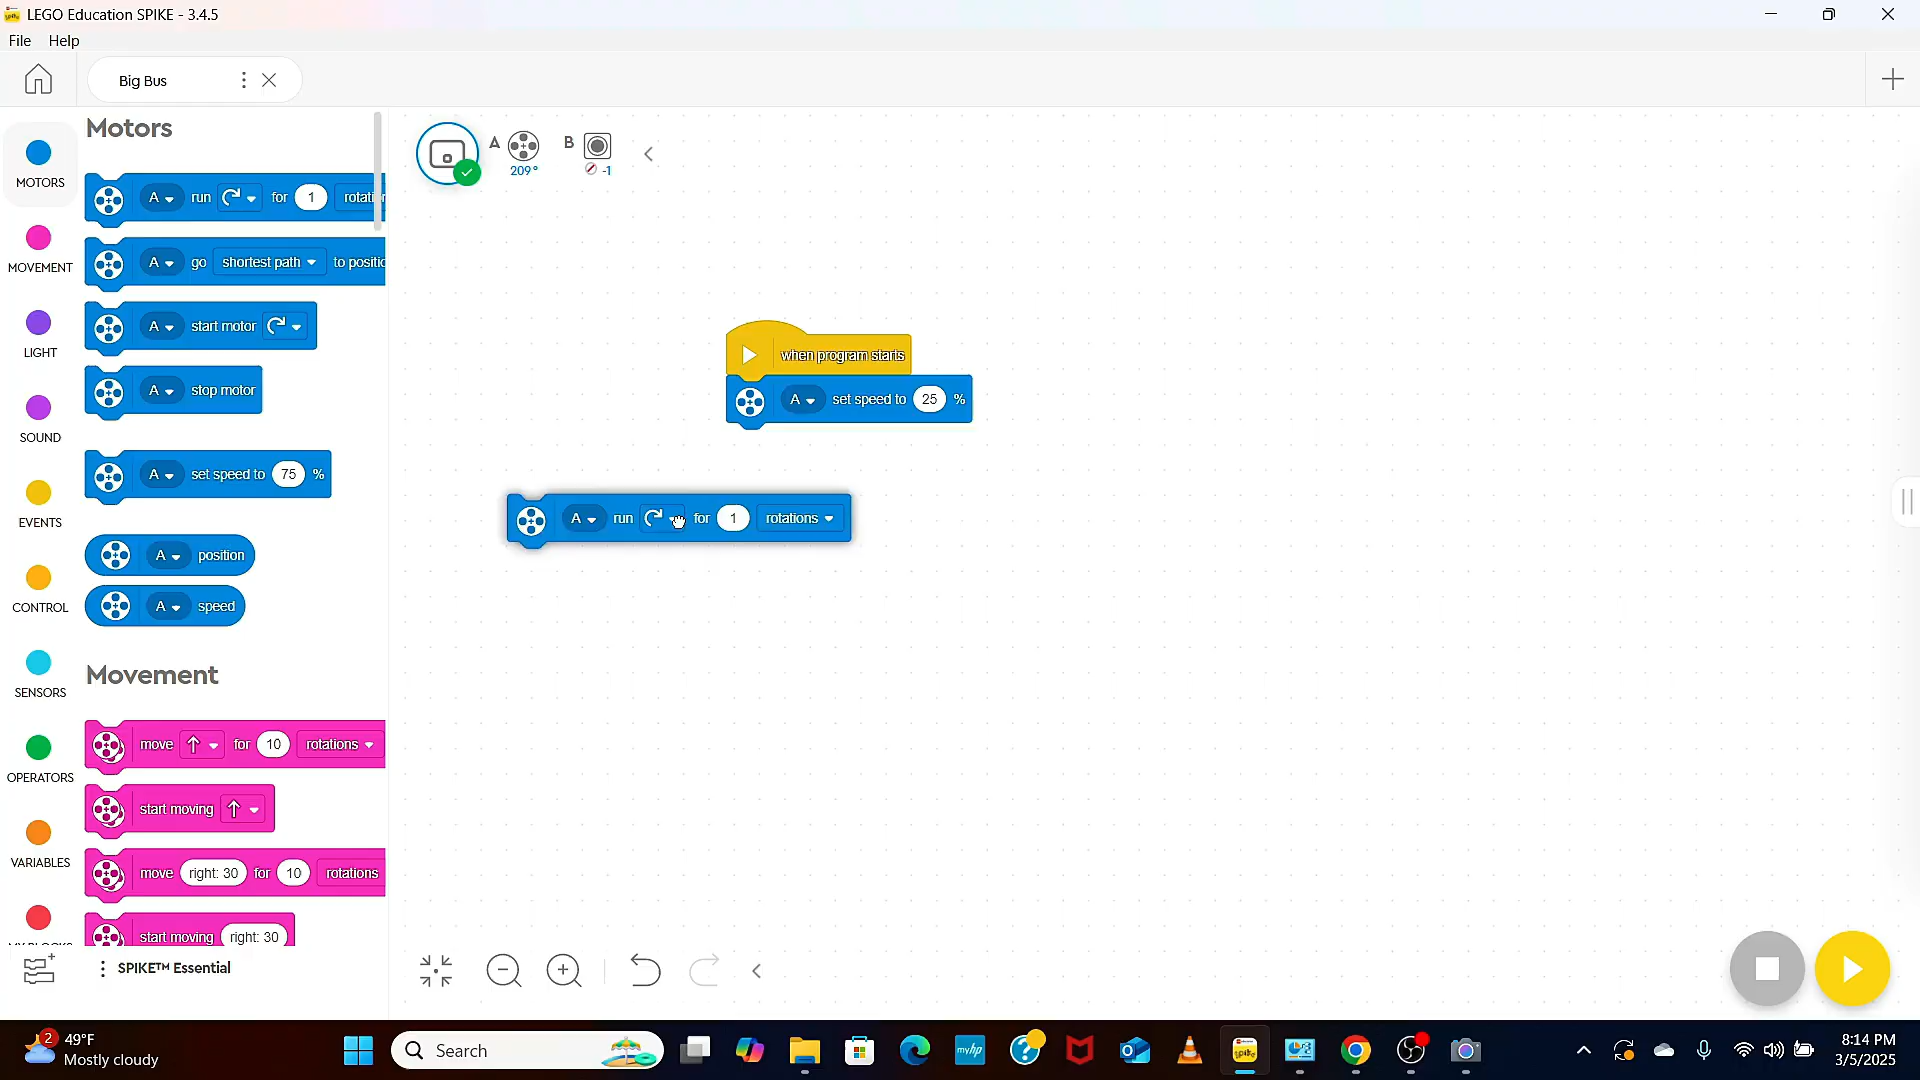 LEGO Education SPIKE - 3.4.5
File Help
Big Bus
Motors
MOTORS
MOVEMENT
LIGHT
SOUND
EVENTS
CONTROL
SENSORS
OPERATORS
VARIABLES
A run for 1
A go shortest path
A start motor
A stop motor
A set speed to 75 %
A position
A speed
Movement
move for 10 rotations
start moving
move right: 30 for 10 rotations
start moving right: 30
SPIKE™ Essential
A 209°
B -1
when program starts
A set speed to 25 %
A run for 1 rotations
2
49°F
Mostly cloudy
Search
myhp
spike
8:14 PM
3/5/2025